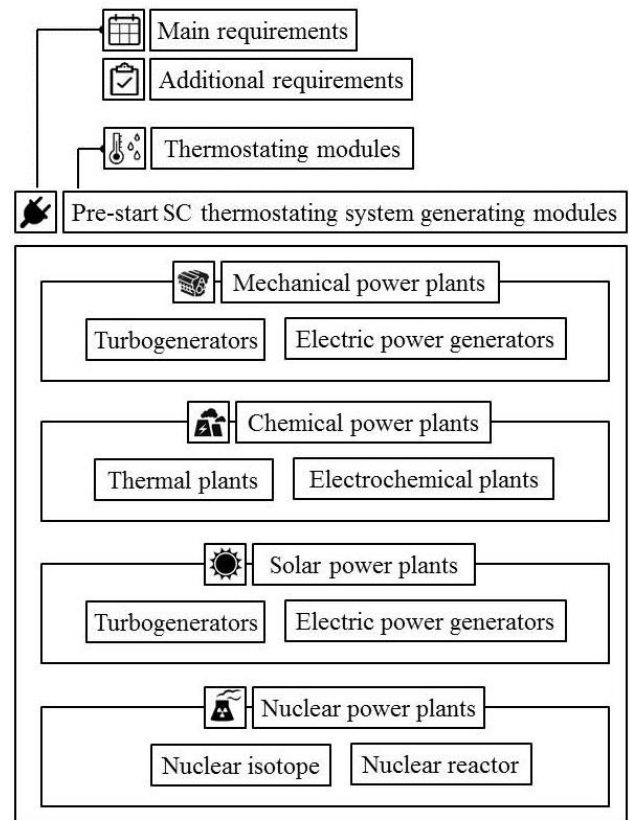 Main requirements
Additional requirements
Thermostating modules
Pre-start SC thermostating system generating modules
Mechanical power plants
Turbogenerators
Electric power generators
Chemical power plants
Thermal plants
Electrochemical plants
Solar power plants
Turbogenerators
Electric power generators
Nuclear power plants
Nuclear isotope
Nuclear reactor